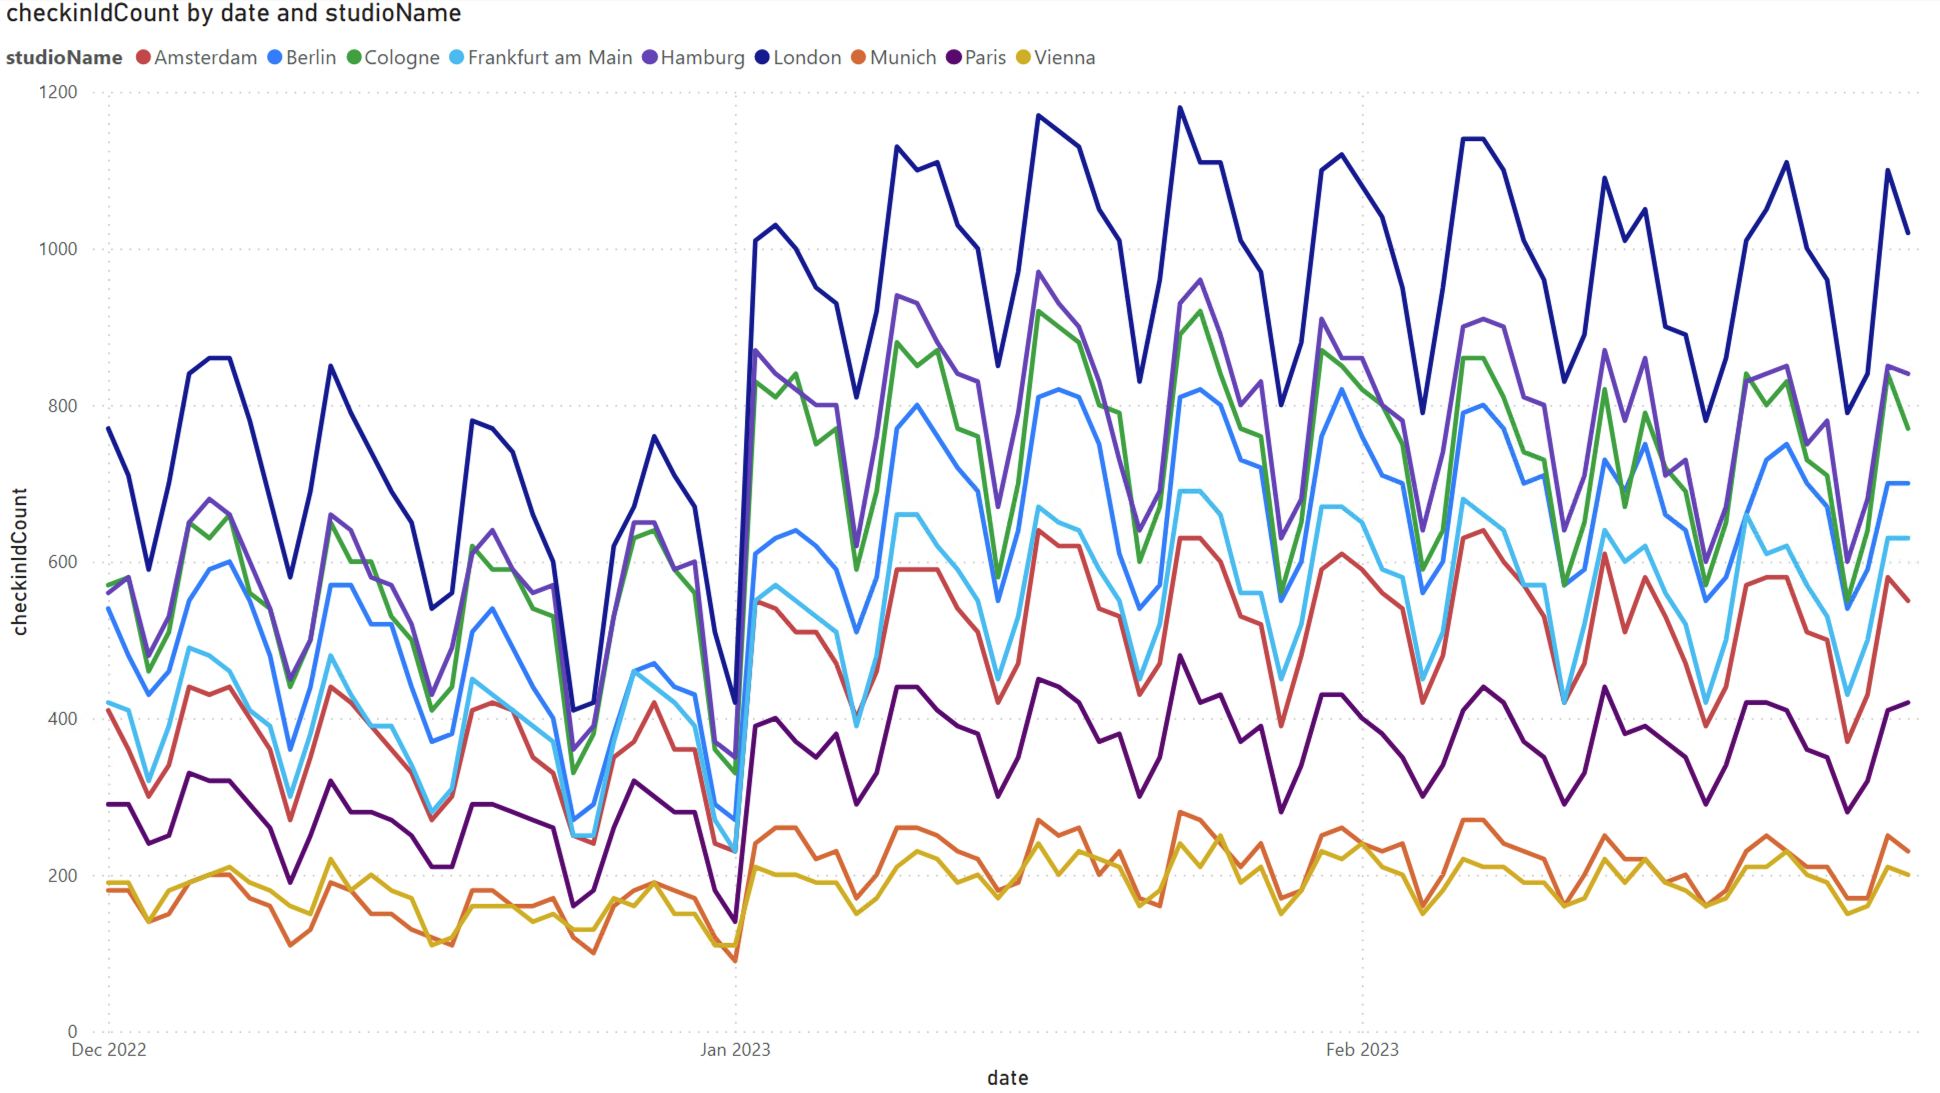 checkinIdCount by date and studioName
studioName Amsterdam Berlin Cologne Frankfurt am Main Hamburg London Munich Paris Vienna
1200
1000
800
600
400
200
0
checkinIdCount
Dec 2022 Jan 2023 Feb 2023
date